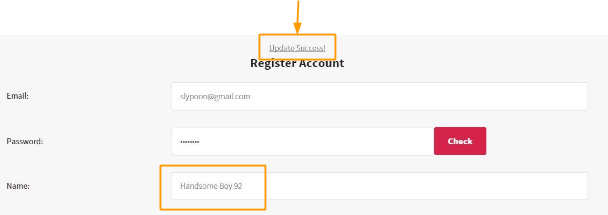 Update Success!
Register Account
Email: slypoon@gmail.com
Password: •••••••• Check
Name: Handsome Boy 92